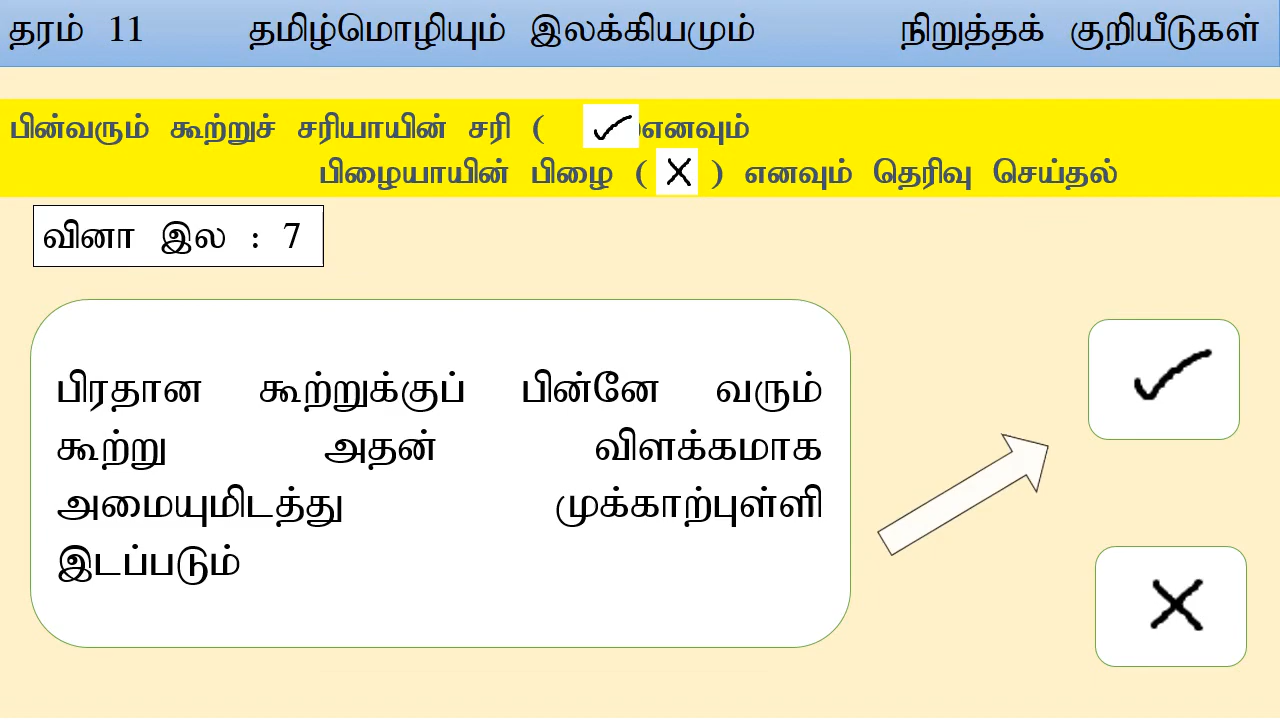 தரம் 11 தமிழ்மொழியும் இலக்கியமும் நிறுத்தக் குறியீடுகள்
பின்வரும் கூற்றுச் சரியாயின் சரி ( ✓)எனவும்
பிழையாயின் பிழை ( X ) எனவும் தெரிவு செய்தல்
வினா இல : 7
பிரதான கூற்றுக்குப் பின்னே வரும்
கூற்று அதன் விளக்கமாக
அமையுமிடத்து முக்காற்புள்ளி
இடப்படும்